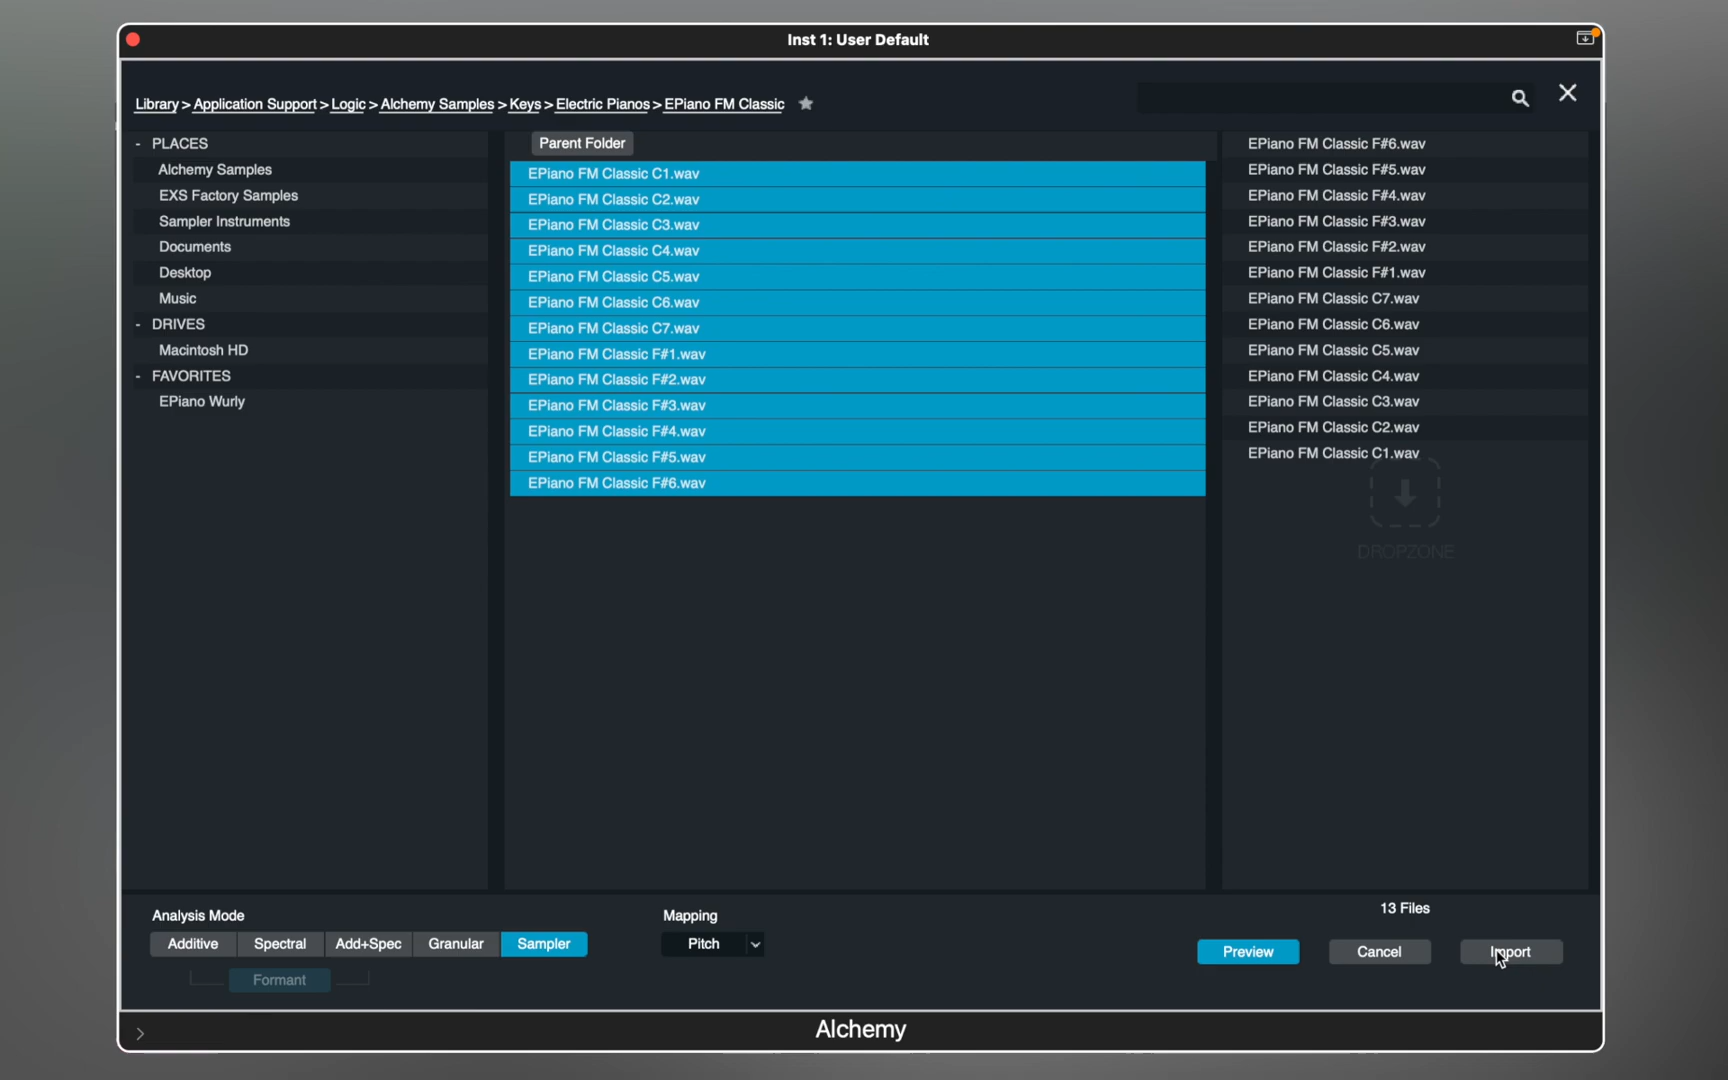 Inst 1: User Default
Library > Application Support > Logic > Alchemy Samples > Keys > Electric Pianos > EPiano FM Classic
- PLACES
Alchemy Samples
EXS Factory Samples
Sampler Instruments
Documents
Desktop
Music
- DRIVES
Macintosh HD
- FAVORITES
EPiano Wurly
Parent Folder
EPiano FM Classic C1.wav
EPiano FM Classic C2.wav
EPiano FM Classic C3.wav
EPiano FM Classic C4.wav
EPiano FM Classic C5.wav
EPiano FM Classic C6.wav
EPiano FM Classic C7.wav
EPiano FM Classic F#1.wav
EPiano FM Classic F#2.wav
EPiano FM Classic F#3.wav
EPiano FM Classic F#4.wav
EPiano FM Classic F#5.wav
EPiano FM Classic F#6.wav
EPiano FM Classic F#6.wav
EPiano FM Classic F#5.wav
EPiano FM Classic F#4.wav
EPiano FM Classic F#3.wav
EPiano FM Classic F#2.wav
EPiano FM Classic F#1.wav
EPiano FM Classic C7.wav
EPiano FM Classic C6.wav
EPiano FM Classic C5.wav
EPiano FM Classic C4.wav
EPiano FM Classic C3.wav
EPiano FM Classic C2.wav
EPiano FM Classic C1.wav
DROPZONE
Analysis Mode
Additive Spectral Add+Spec Granular Sampler
Formant
Mapping
Pitch
13 Files
Preview Cancel Import
Alchemy